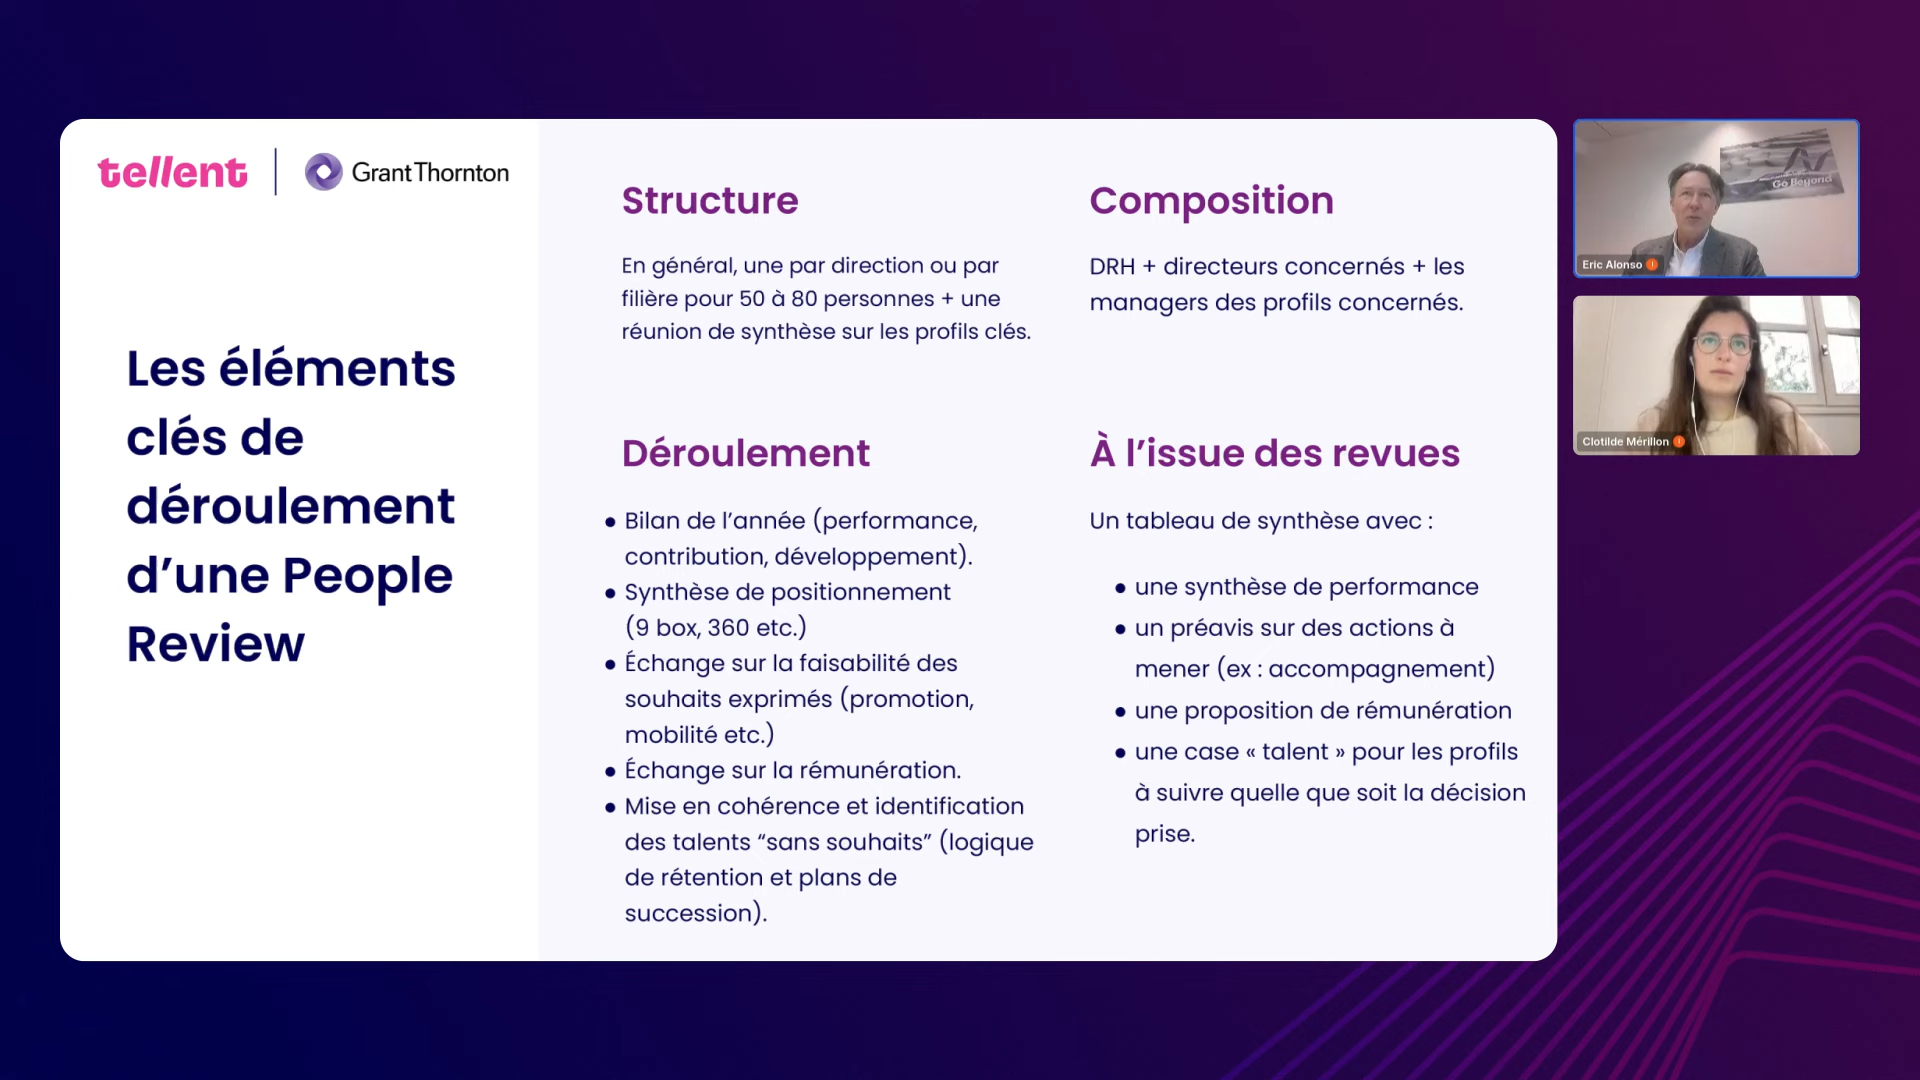 tellent
Grant Thornton
Les éléments
clés de
déroulement
d’une People
Review
Structure
En général, une par direction ou par
filière pour 50 à 80 personnes + une
réunion de synthèse sur les profils clés.
Composition
DRH + directeurs concernés + les
managers des profils concernés.
Déroulement
● Bilan de l’année (performance,
contribution, développement).
● Synthèse de positionnement
(9 box, 360 etc.)
● Échange sur la faisabilité des
souhaits exprimés (promotion,
mobilité etc.)
● Échange sur la rémunération.
● Mise en cohérence et identification
des talents “sans souhaits” (logique
de rétention et plans de
succession).
À l’issue des revues
Un tableau de synthèse avec :
● une synthèse de performance
● un préavis sur des actions à
mener (ex : accompagnement)
● une proposition de rémunération
● une case « talent » pour les profils
à suivre quelle que soit la décision
prise.
Go Beyond
Eric Alonso
Clotilde Mérillon